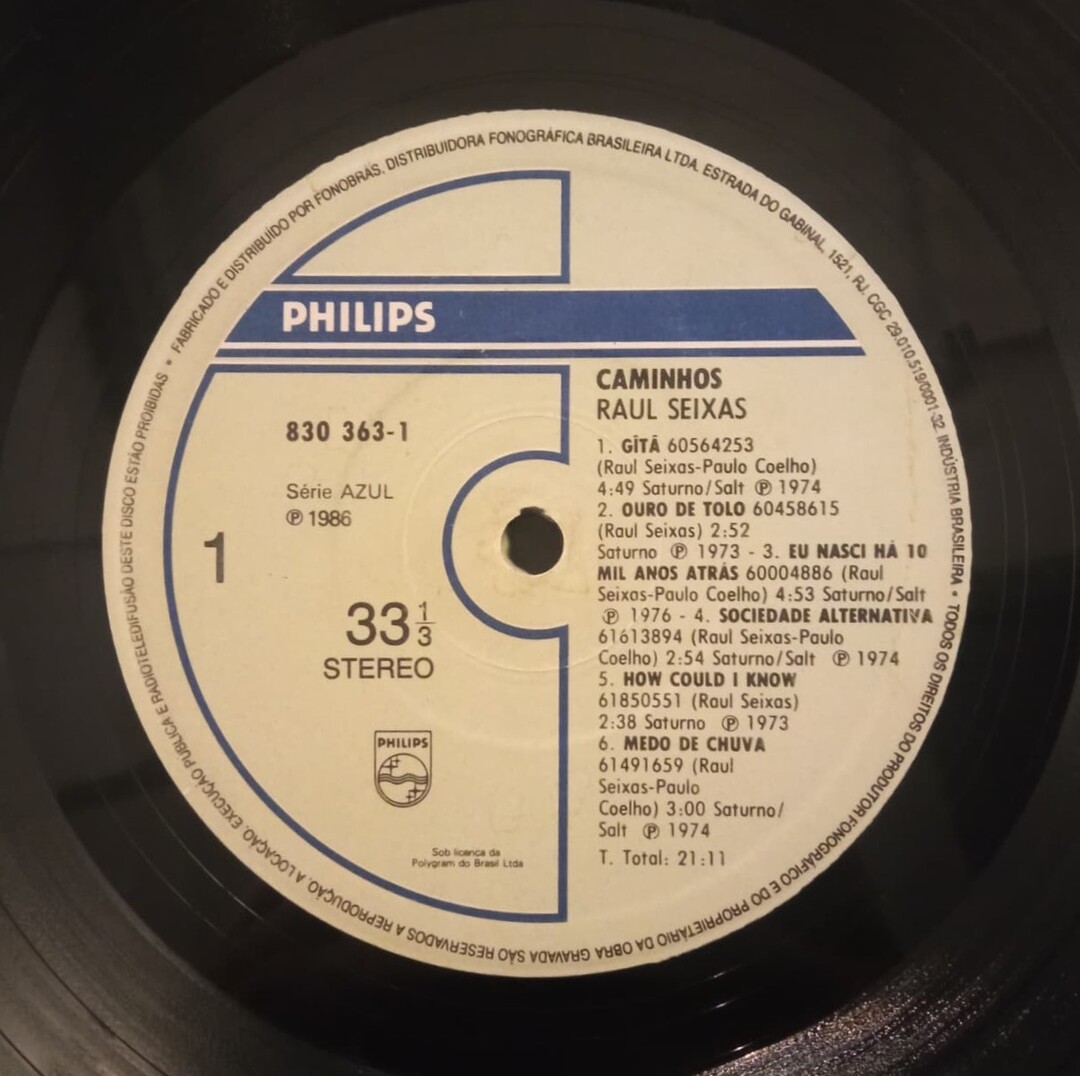 • FABRICADO E DISTRIBUÍDO POR FONOBRÁS. DISTRIBUIDORA FONOGRÁFICA BRASILEIRA LTDA. ESTRADA DO GABINAL, 1521, RJ. CGC 29.010.519/0001-32. INDÚSTRIA BRASILEIRA • TODOS OS DIREITOS DO PRODUTOR FONOGRÁFICO E DO PROPRIETÁRIO DA OBRA GRAVADA SÃO RESERVADOS A REPRODUÇÃO, A LOCAÇÃO, EXECUÇÃO PÚBLICA E RADIOTELEDIFUSÃO DESTE DISCO ESTÃO PROIBIDAS
PHILIPS
830 363-1
Série AZUL
℗ 1986
1
33 1/3
STEREO
PHILIPS
Sob licenca da
Polygram do Brasil Ltda
CAMINHOS
RAUL SEIXAS
1. GÎTÂ 60564253
(Raul Seixas-Paulo Coelho)
4:49 Saturno/Salt ℗ 1974
2. OURO DE TOLO 60458615
(Raul Seixas) 2:52
Saturno ℗ 1973 - 3. EU NASCI HÁ 10
MIL ANOS ATRÁS 60004886 (Raul
Seixas-Paulo Coelho) 4:53 Saturno/Salt
℗ 1976 - 4. SOCIEDADE ALTERNATIVA
61613894 (Raul Seixas-Paulo
Coelho) 2:54 Saturno/Salt ℗ 1974
5. HOW COULD I KNOW
61850551 (Raul Seixas)
2:38 Saturno ℗ 1973
6. MEDO DE CHUVA
61491659 (Raul
Seixas-Paulo
Coelho) 3:00 Saturno/
Salt ℗ 1974
T. Total: 21:11